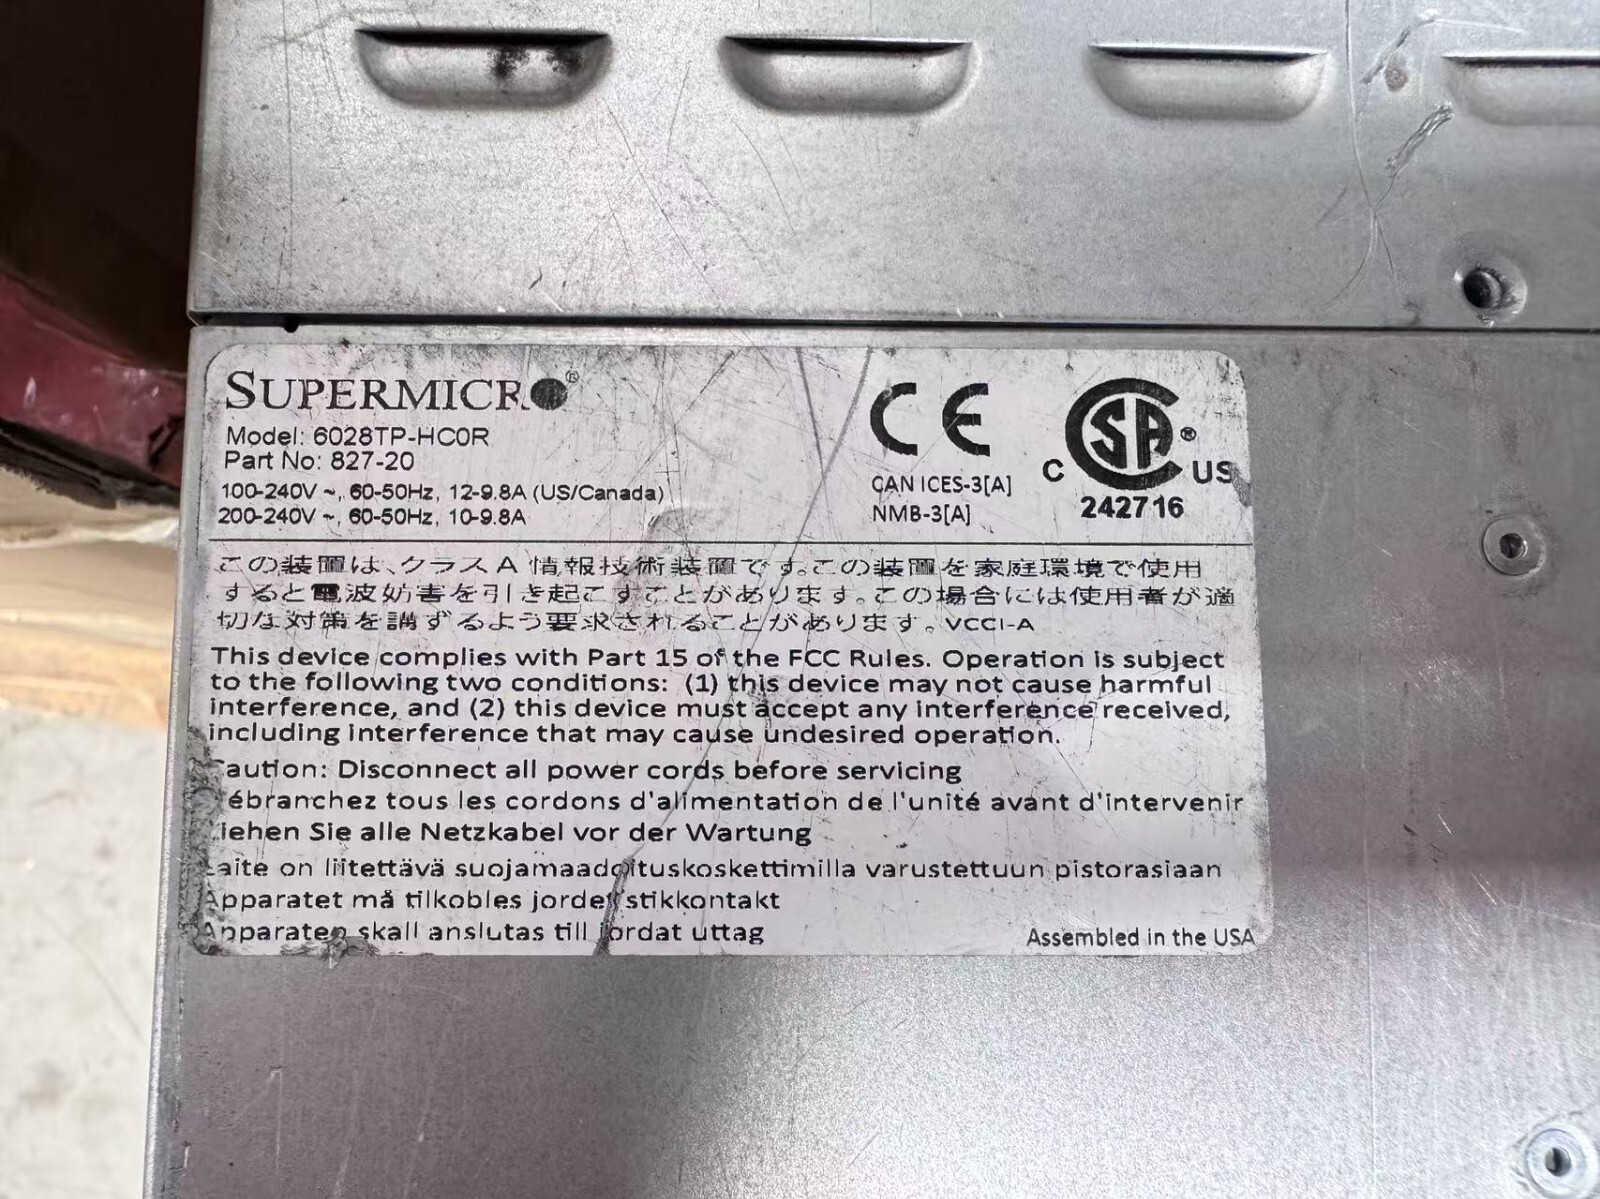 SUPERMICRO®
Model: 6028TP-HC0R
Part No: 827-20
100-240V ~, 60-50Hz, 12-9.8A (US/Canada)
200-240V ~, 60-50Hz, 10-9.8A
CE
CAN ICES-3[A]
NMB-3[A]
C SA® US
242716
この装置は、クラスA情報技術装置です。この装置を家庭環境で使用
すると電波妨害を引き起こすことがあります。この場合には使用者が適
切な対策を講ずるよう要求されることがあります。VCCI-A
This device complies with Part 15 of the FCC Rules. Operation is subject
to the following two conditions: (1) this device may not cause harmful
interference, and (2) this device must accept any interference received,
including interference that may cause undesired operation.
Caution: Disconnect all power cords before servicing
ébranchez tous les cordons d'alimentation de l'unité avant d'intervenir
iehen Sie alle Netzkabel vor der Wartung
Laite on liitettävä suojamaadoituskoskettimilla varustettuun pistorasiaan
Apparatet må tilkobles jordet stikkontakt
Apparaten skall anslutas till jordat uttag
Assembled in the USA